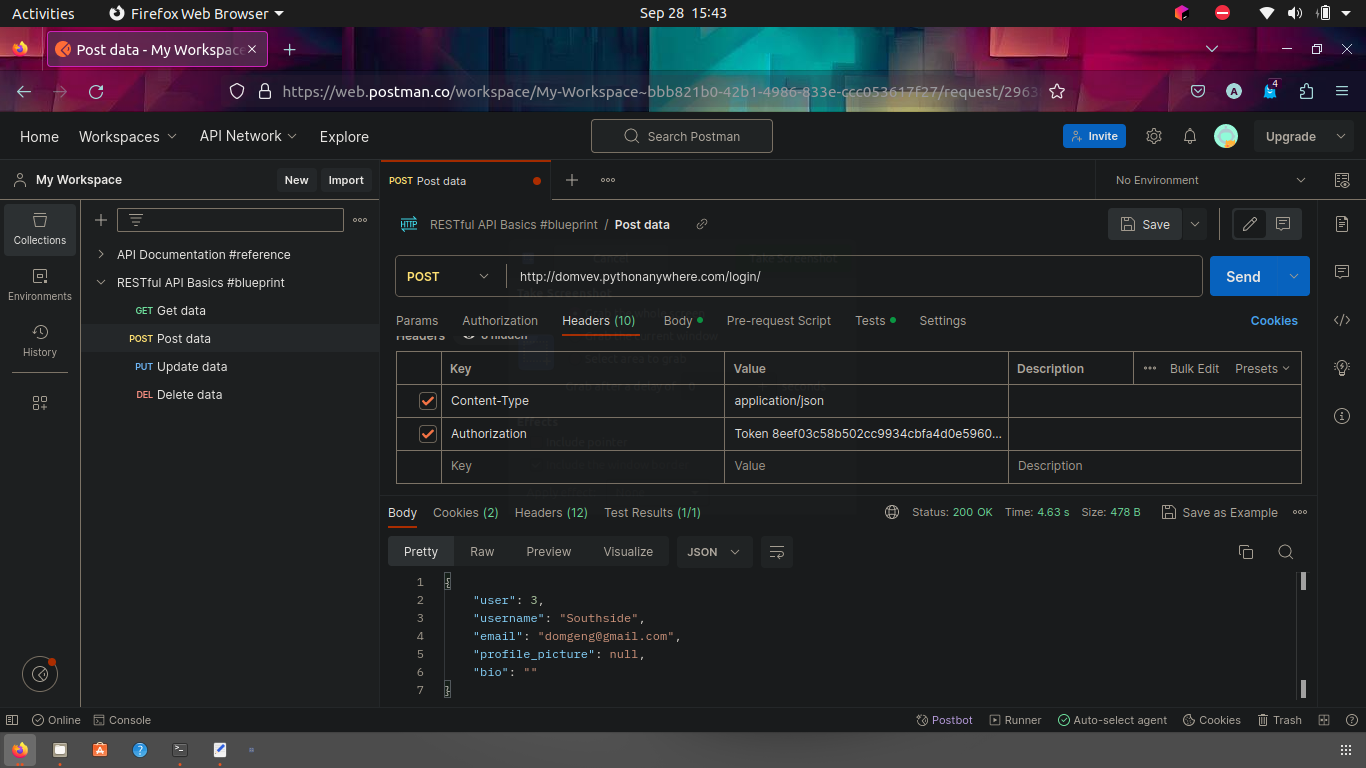 Activities Firefox Web Browser Sep 28 15:43
Post data - My Workspace
https://web.postman.co/workspace/My-Workspace~bbb821b0-42b1-4986-833e-ccc053617f27/request/2963 A 4
Home Workspaces API Network Explore Search Postman Invite Upgrade
My Workspace New Import POST Post data No Environment
Collections
Environments
History
API Documentation #reference
RESTful API Basics #blueprint
GET Get data
POST Post data
PUT Update data
DEL Delete data
HTTP RESTful API Basics #blueprint / Post data Save
Cancel Take Screenshot
POST http://domvev.pythonanywhere.com/login/ Send
Params Authorization Headers (10) Body Pre-request Script Tests Settings Cookies
Headers 8 hidden
Key Value Description Bulk Edit Presets
Content-Type application/json
Authorization Token 8eef03c58b502cc9934cbfa4d0e5960...
Key Value Description
Body Cookies (2) Headers (12) Test Results (1/1) Status: 200 OK Time: 4.63 s Size: 478 B Save as Example
Pretty Raw Preview Visualize JSON
1 {
2 "user": 3,
3 "username": "Southside",
4 "email": "domgeng@gmail.com",
5 "profile_picture": null,
6 "bio": ""
7 }
Online Console Postbot Runner Auto-select agent Cookies Trash